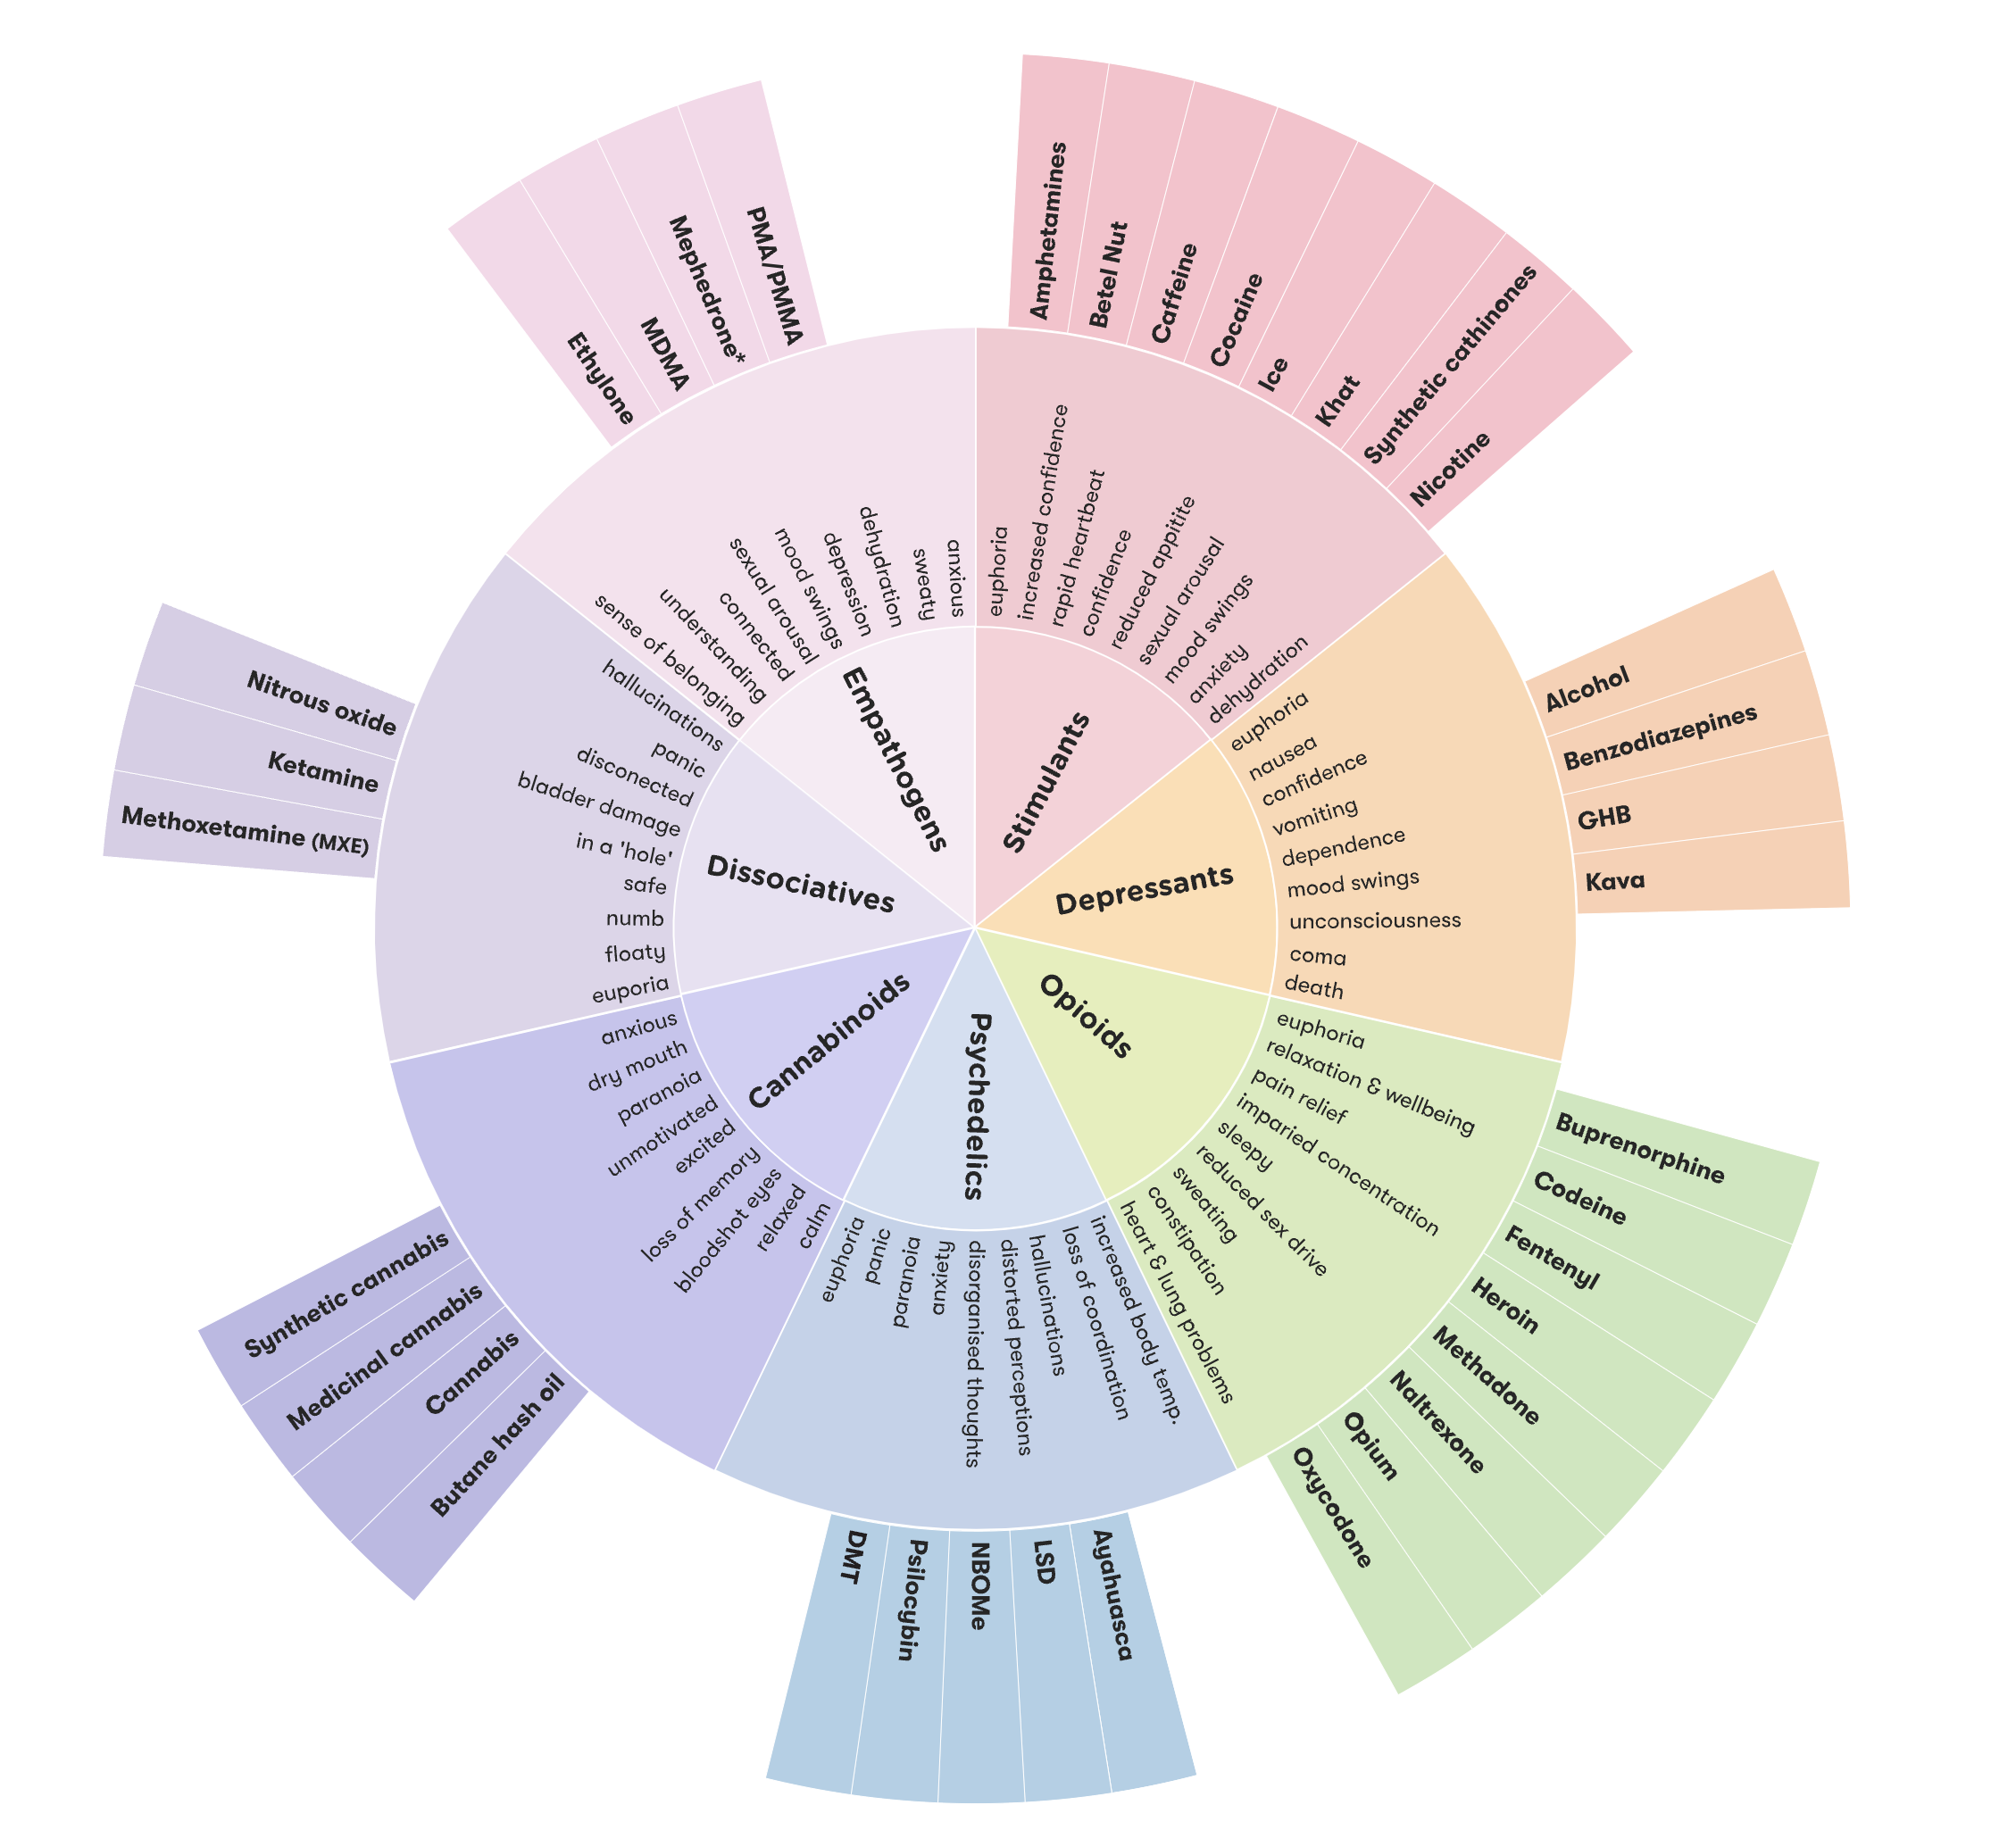 Stimulants
euphoria
increased confidence
rapid heartbeat
confidence
reduced appitite
sexual arousal
mood swings
anxiety
dehydration
Amphetamines
Betel Nut
Caffeine
Cocaine
Ice
Khat
Synthetic cathinones
Nicotine
Depressants
euphoria
nausea
confidence
vomiting
dependence
mood swings
unconsciousness
coma
death
Alcohol
Benzodiazepines
GHB
Kava
Opioids
euphoria
relaxation & wellbeing
pain relief
imparied concentration
sleepy
reduced sex drive
sweating
constipation
heart & lung problems
Buprenorphine
Codeine
Fentenyl
Heroin
Methadone
Naltrexone
Opium
Oxycodone
Psychedelics
increased body temp.
loss of coordination
hallucinations
distorted perceptions
disorganised thoughts
anxiety
paranoia
panic
euphoria
Ayahuasca
LSD
NBOMe
Psilocybin
DMT
Cannabinoids
calm
relaxed
bloodshot eyes
loss of memory
excited
unmotivated
paranoia
dry mouth
anxious
Butane hash oil
Cannabis
Medicinal cannabis
Synthetic cannabis
Dissociatives
euporia
floaty
numb
safe
in a 'hole'
bladder damage
disconected
panic
hallucinations
Methoxetamine (MXE)
Ketamine
Nitrous oxide
Empathogens
sense of belonging
understanding
connected
sexual arousal
mood swings
depression
dehydration
sweaty
anxious
Ethylone
MDMA
Mephedrone*
PMA/PMMA